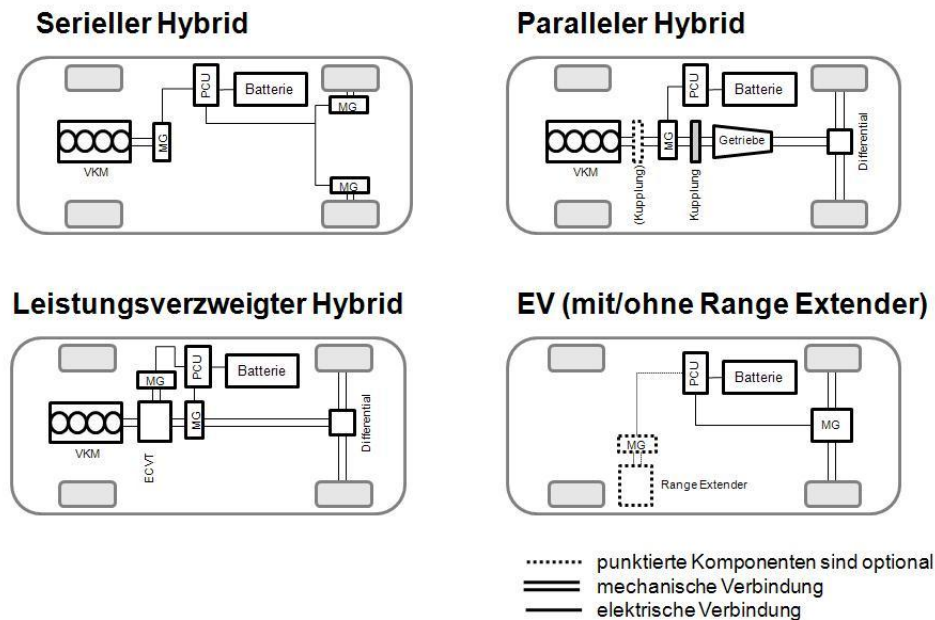 Serieller Hybrid
PCU
Batterie
MG
MG
VKM
MG
Paralleler Hybrid
PCU
Batterie
MG
Getriebe
VKM
(Kupplung)
Kupplung
Differential
Leistungsverzweigter Hybrid
MG
PCU
Batterie
MG
VKM
ECVT
Differential
EV (mit/ohne Range Extender)
PCU
Batterie
MG
MG
Range Extender
punktierte Komponenten sind optional
mechanische Verbindung
elektrische Verbindung